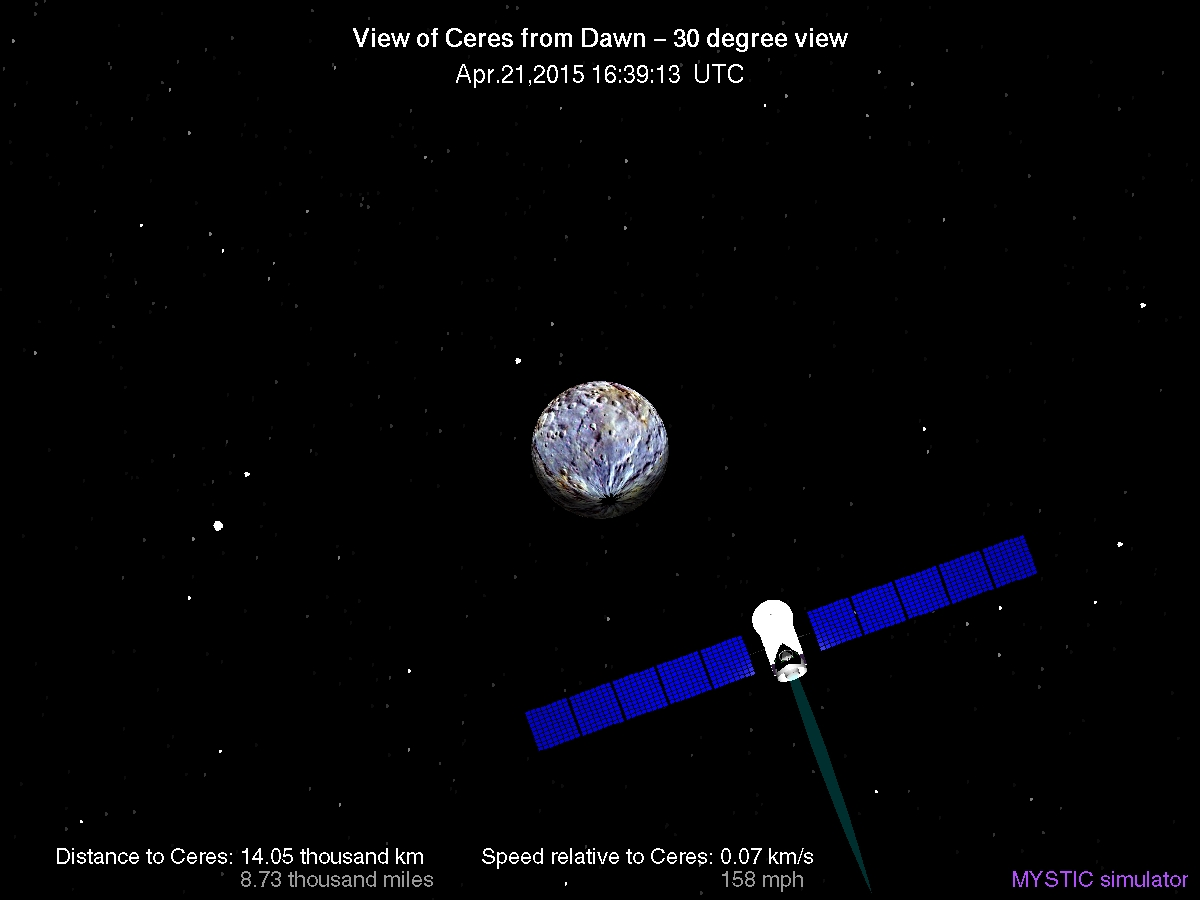 View of Ceres from Dawn – 30 degree view
Apr.21,2015 16:39:13 UTC
Distance to Ceres: 14.05 thousand km
8.73 thousand miles
Speed relative to Ceres: 0.07 km/s
158 mph
MYSTIC simulator